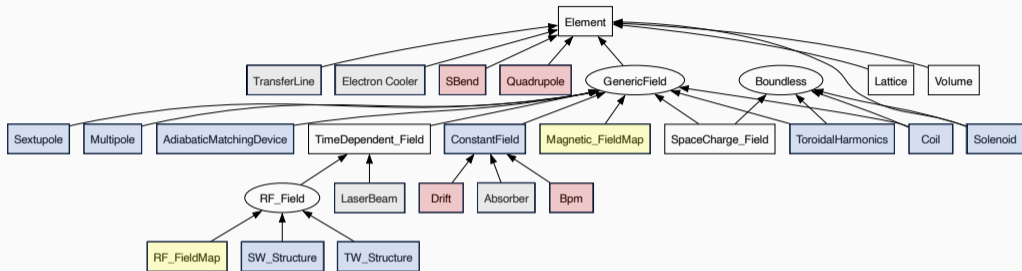 Element
TransferLine
Electron Cooler
SBend
Quadrupole
GenericField
Boundless
Lattice
Volume
Sextupole
Multipole
AdiabaticMatchingDevice
TimeDependent_Field
ConstantField
Magnetic_FieldMap
SpaceCharge_Field
ToroidalHarmonics
Coil
Solenoid
RF_Field
LaserBeam
Drift
Absorber
Bpm
RF_FieldMap
SW_Structure
TW_Structure